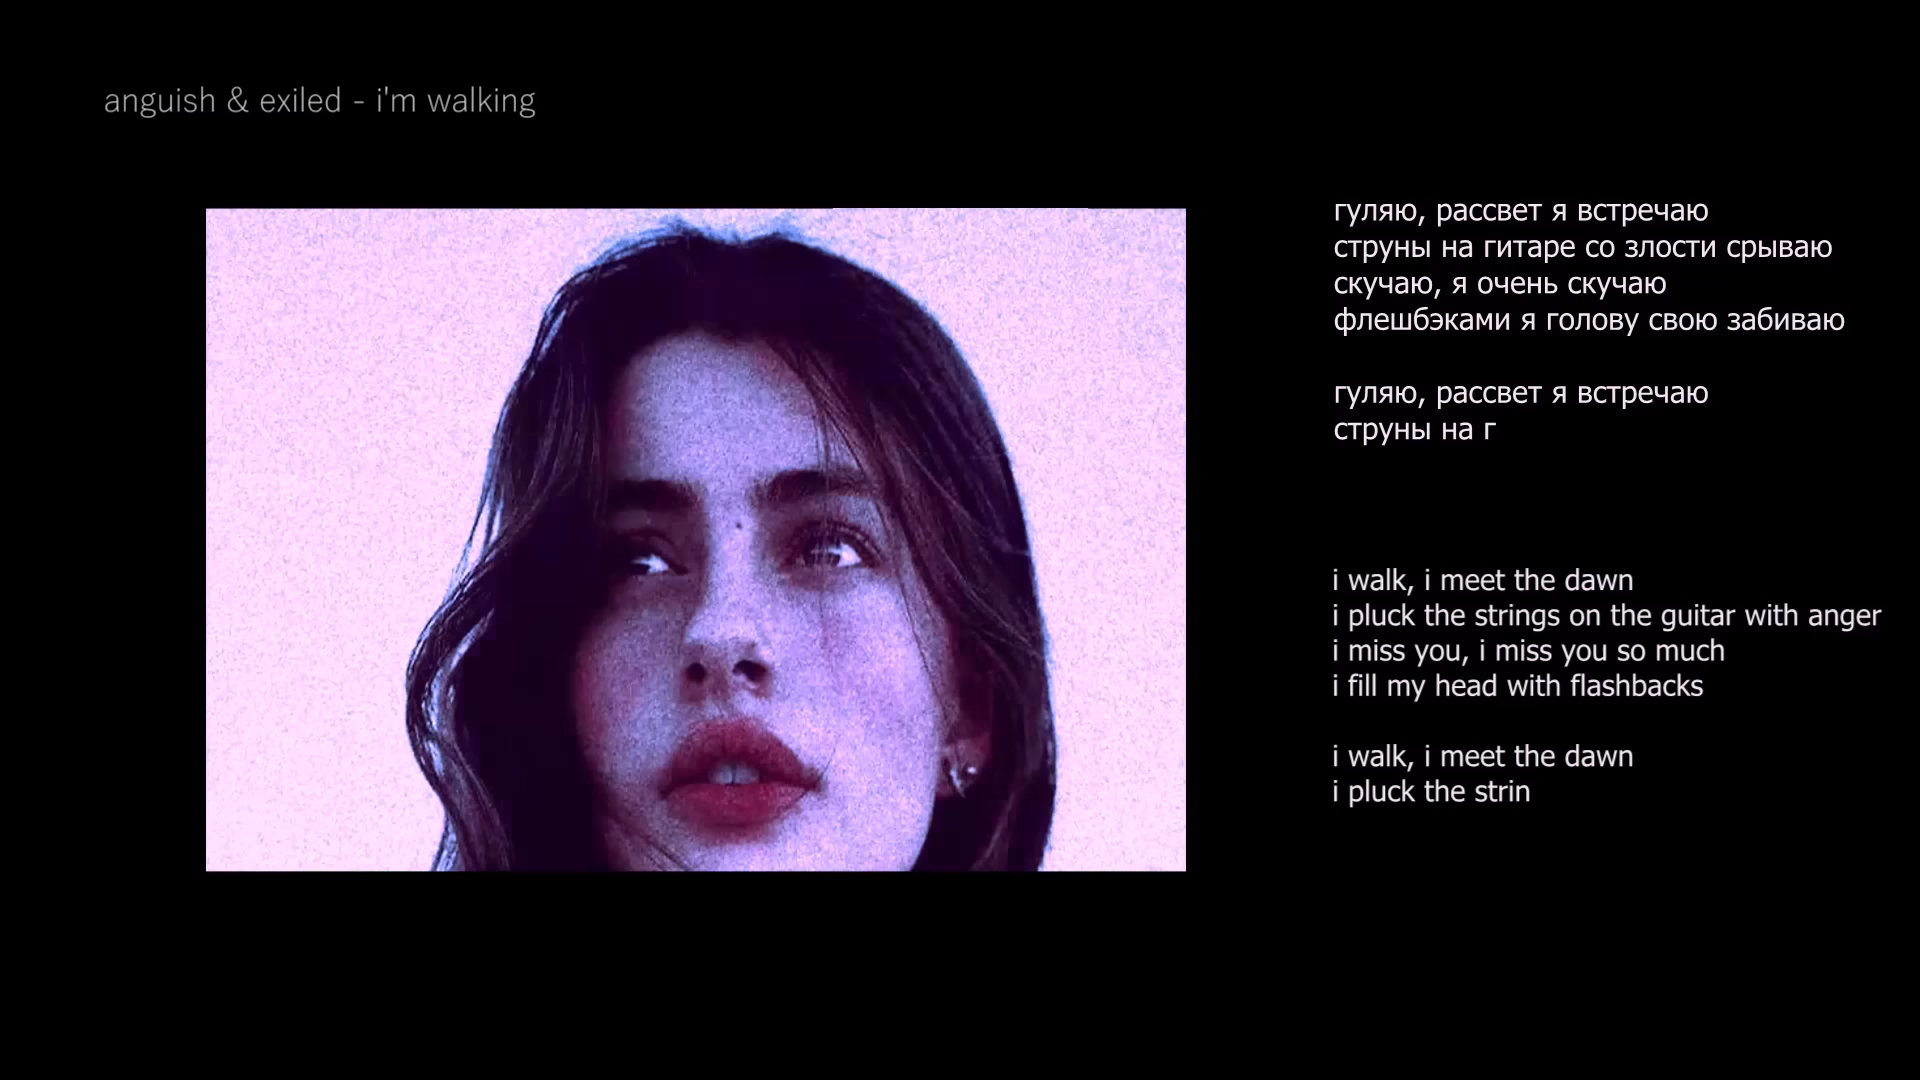 anguish & exiled - i'm walking
гуляю, рассвет я встречаю
струны на гитаре со злости срываю
скучаю, я очень скучаю
флешбэками я голову свою забиваю
гуляю, рассвет я встречаю
струны на г
i walk, i meet the dawn
i pluck the strings on the guitar with anger
i miss you, i miss you so much
i fill my head with flashbacks
i walk, i meet the dawn
i pluck the strin